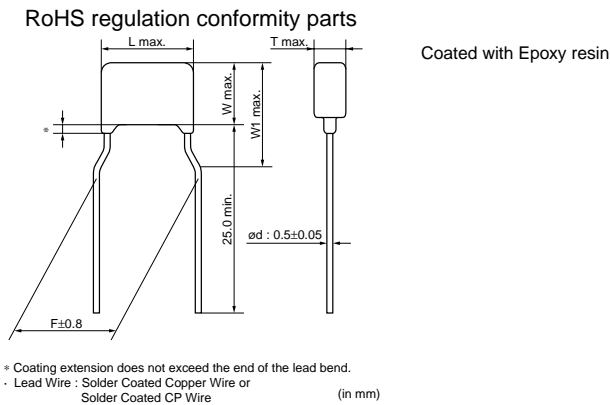 RoHS regulation conformity parts
L max.
T max.
Coated with Epoxy resin
W max.
W1 max.
*
25.0 min.
ød : 0.5±0.05
F±0.8
* Coating extension does not exceed the end of the lead bend.
· Lead Wire : Solder Coated Copper Wire or
Solder Coated CP Wire
(in mm)